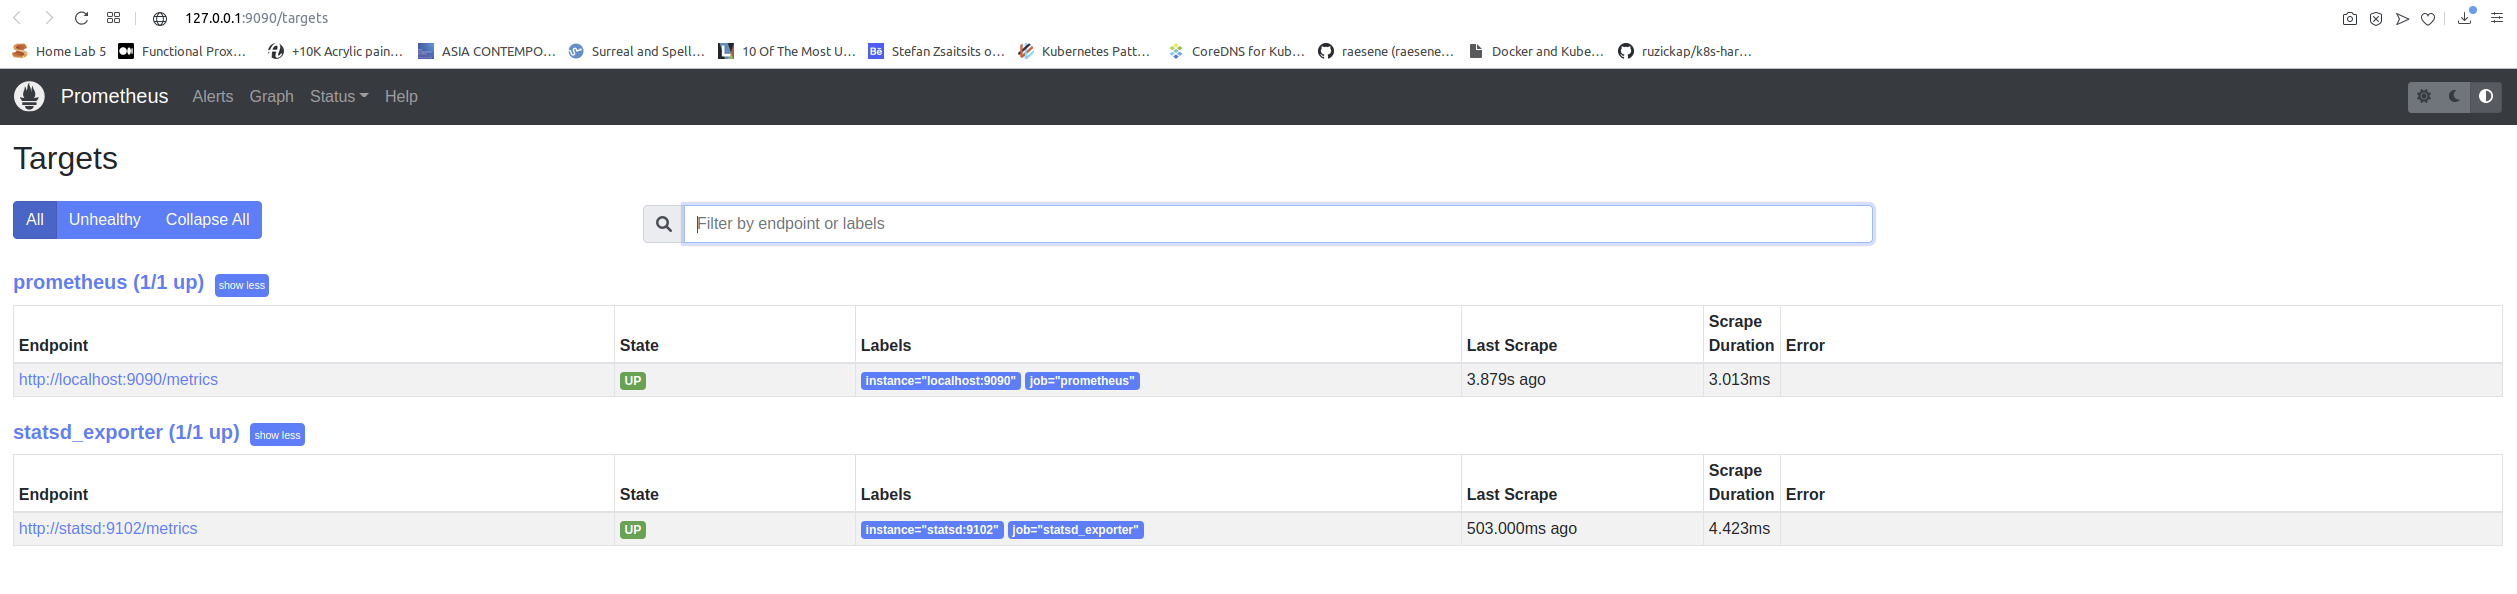 127.0.0.1:9090/targets
Home Lab 5 Functional Prox... +10K Acrylic pain... ASIA CONTEMPO... Surreal and Spell... 10 Of The Most U... Bē Stefan Zsaitsits o... Kubernetes Patt... CoreDNS for Kub... raesene (raesene... Docker and Kube... ruzickap/k8s-har...
Prometheus Alerts Graph Status Help
Targets
All Unhealthy Collapse All Filter by endpoint or labels
prometheus (1/1 up) show less
Endpoint State Labels Last Scrape Scrape Duration Error
http://localhost:9090/metrics UP instance="localhost:9090" job="prometheus" 3.879s ago 3.013ms
statsd_exporter (1/1 up) show less
Endpoint State Labels Last Scrape Scrape Duration Error
http://statsd:9102/metrics UP instance="statsd:9102" job="statsd_exporter" 503.000ms ago 4.423ms